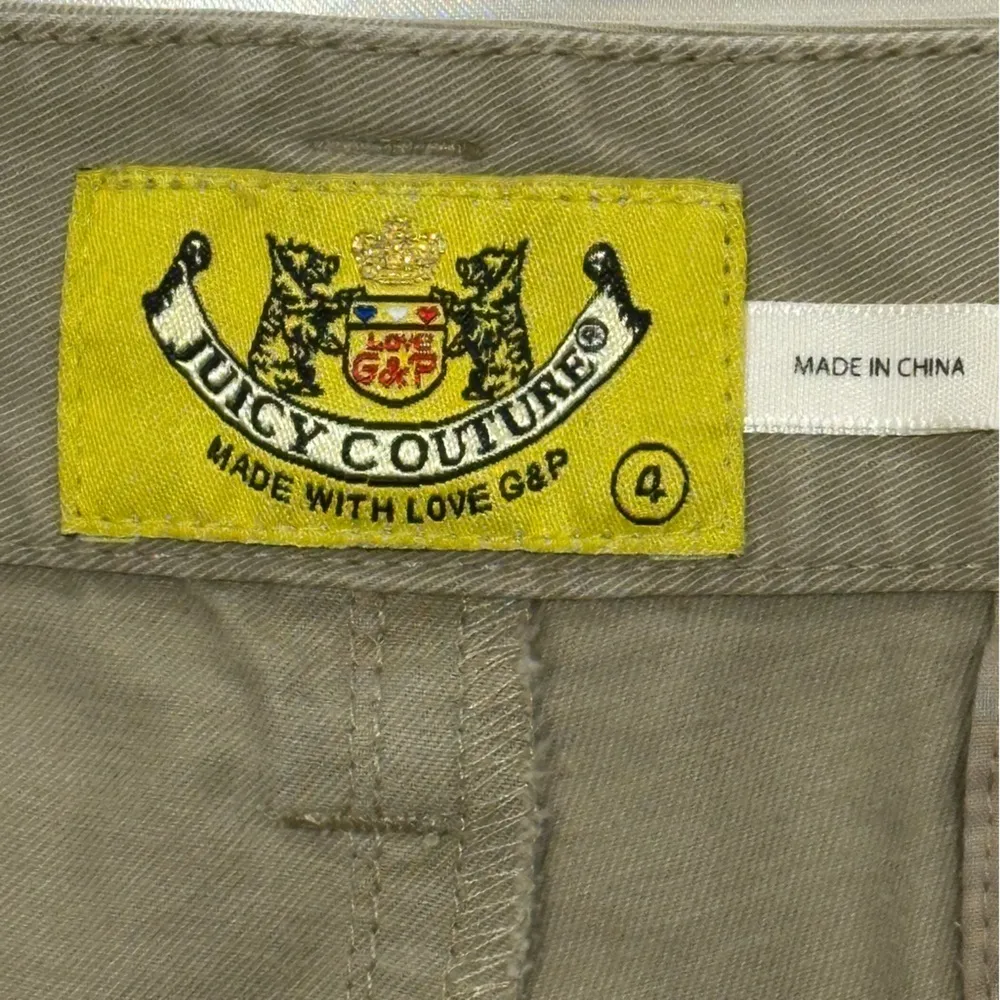 LOVE
G&P
JUICY COUTURE®
MADE WITH LOVE G&P
4
MADE IN CHINA